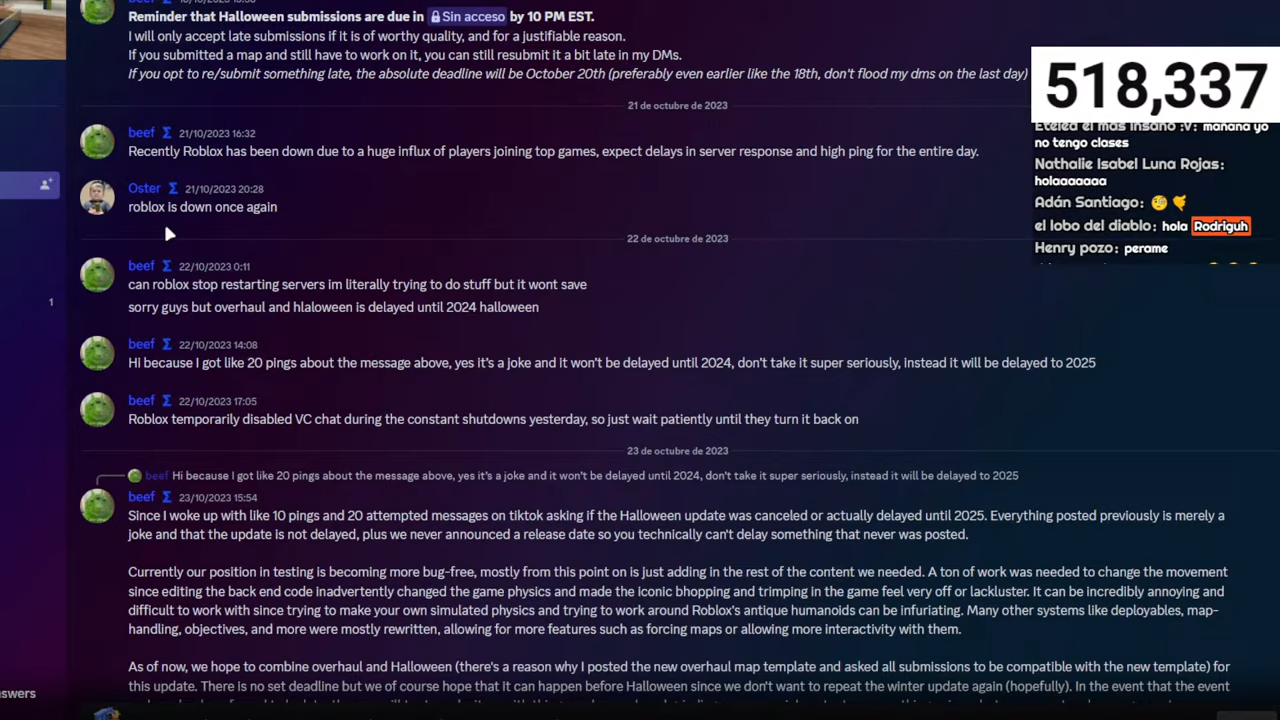 Reminder that Halloween submissions are due in Sin acceso by 10 PM EST.
I will only accept late submissions if it is of worthy quality, and for a justifiable reason.
If you submitted a map and still have to work on it, you can still resubmit it a bit late in my DMs.
If you opt to re/submit something late, the absolute deadline will be October 20th (preferably even earlier like the 18th, don't flood my dms on the last day)
21 de octubre de 2023
beef Σ 21/10/2023 16:32
Recently Roblox has been down due to a huge influx of players joining top games, expect delays in server response and high ping for the entire day.
Oster Σ 21/10/2023 20:28
roblox is down once again
22 de octubre de 2023
beef Σ 22/10/2023 0:11
can roblox stop restarting servers im literally trying to do stuff but it wont save
sorry guys but overhaul and hlaloween is delayed until 2024 halloween
beef Σ 22/10/2023 14:08
Hi because I got like 20 pings about the message above, yes it's a joke and it won't be delayed until 2024, don't take it super seriously, instead it will be delayed to 2025
beef Σ 22/10/2023 17:05
Roblox temporarily disabled VC chat during the constant shutdowns yesterday, so just wait patiently until they turn it back on
23 de octubre de 2023
beef Hi because I got like 20 pings about the message above, yes it's a joke and it won't be delayed until 2024, don't take it super seriously, instead it will be delayed to 2025
beef Σ 23/10/2023 15:54
Since I woke up with like 10 pings and 20 attempted messages on tiktok asking if the Halloween update was canceled or actually delayed until 2025. Everything posted previously is merely a
joke and that the update is not delayed, plus we never announced a release date so you technically can't delay something that never was posted.
Currently our position in testing is becoming more bug-free, mostly from this point on is just adding in the rest of the content we needed. A ton of work was needed to change the movement
since editing the back end code inadvertently changed the game physics and made the iconic bhopping and trimping in the game feel very off or lackluster. It can be incredibly annoying and
difficult to work with since trying to make your own simulated physics and trying to work around Roblox's antique humanoids can be infuriating. Many other systems like deployables, map-
handling, objectives, and more were mostly rewritten, allowing for more features such as forcing maps or allowing more interactivity with them.
As of now, we hope to combine overhaul and Halloween (there's a reason why I posted the new overhaul map template and asked all submissions to be compatible with the new template) for
this update. There is no set deadline but we of course hope that it can happen before Halloween since we don't want to repeat the winter update again (hopefully). In the event that the event
518,337
Etelea el mas insano :V: mañana yo
no tengo clases
Nathalie Isabel Luna Rojas:
holaaaaaaa
Adán Santiago: 🧐 🤙
el lobo del diablo: hola Rodriguh
Henry pozo: perame
1
swers